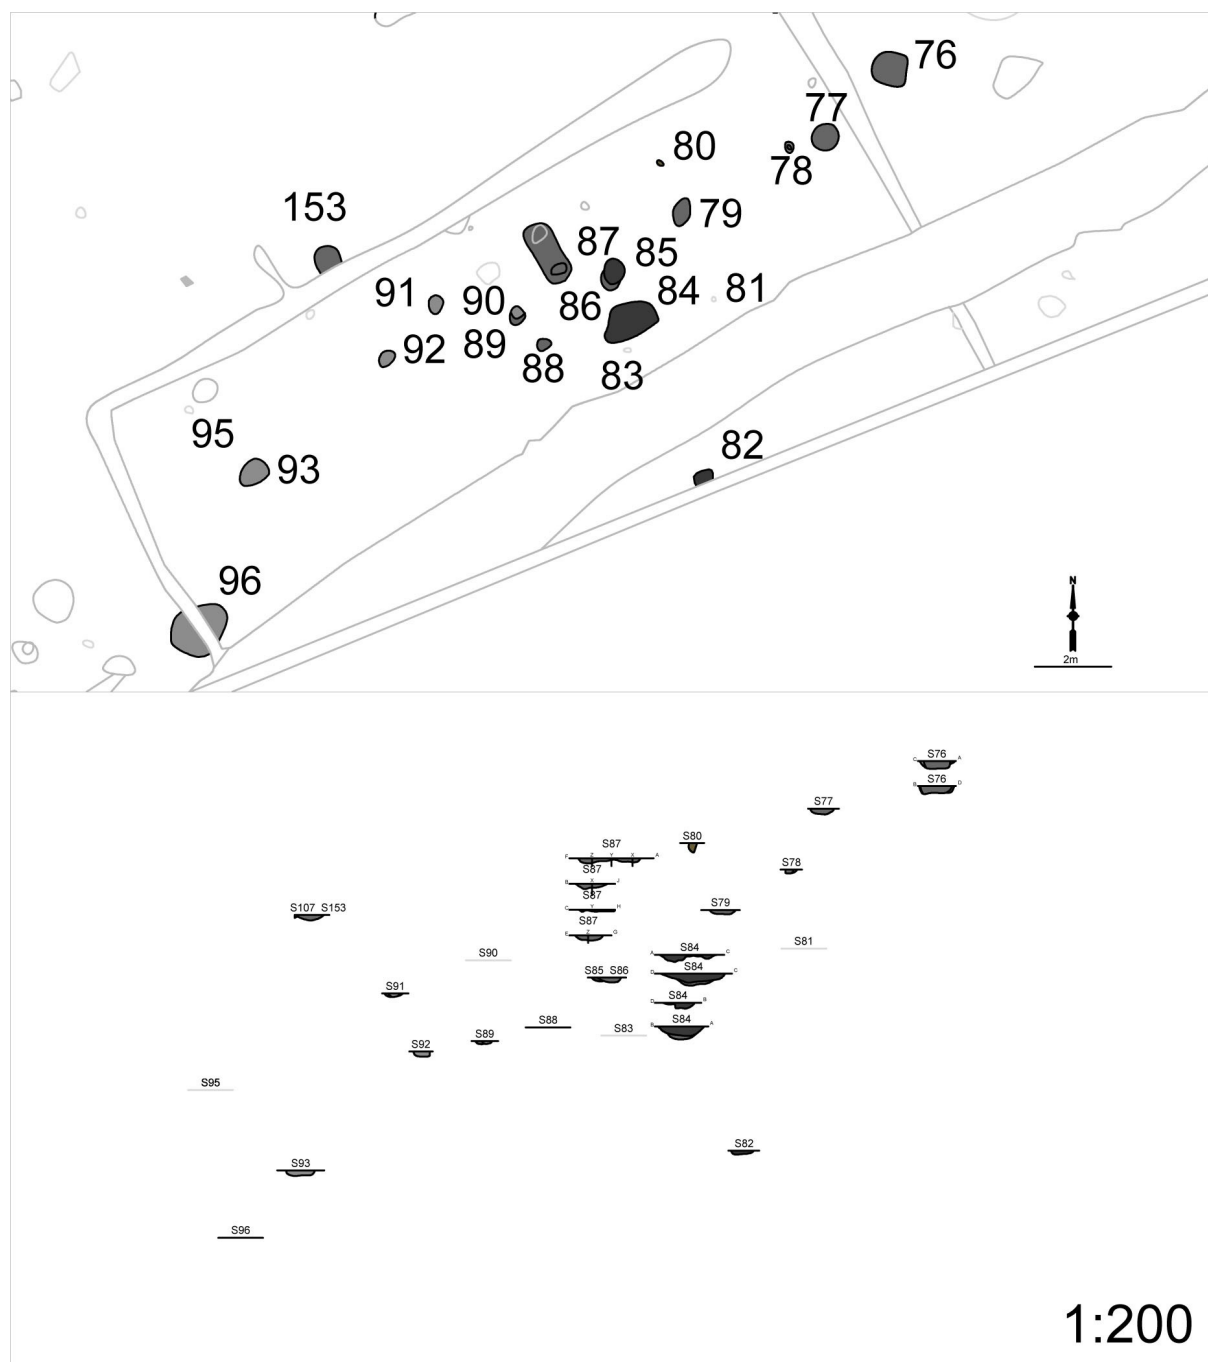 76
77
80
78
153
79
87
85
91
90
86
84
81
92
89
88
83
95
82
93
96
N
2m
S76
C A
S76
B D
S77
S80
S87
F Z Y X A
S87
B X J
S87
C Y H
S87
E Z G
S78
S79
S107 S153
S81
S90
S84
A C
S84
D C
S85 S86
S91
S84
D B
S88
S83
S84
B A
S89
S92
S95
S82
S93
S96
1:200